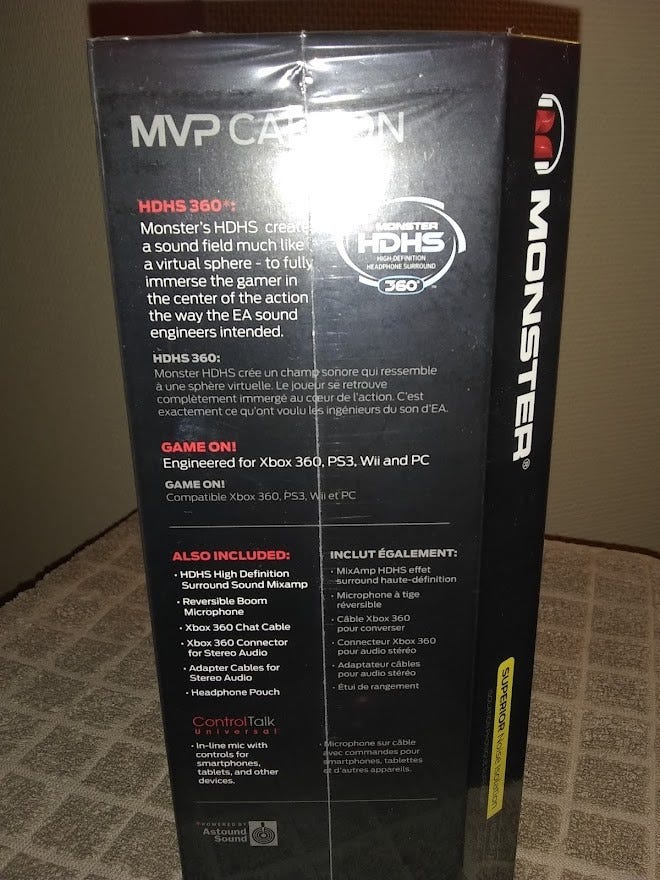 MVP
HDHS 360*:
Monster's HDHS
a sound field much like
a virtual sphere - to fully
immerse the gamer in
the center of the action
the way the EA sound
engineers intended.
MONSTER
HDHS
HIGH-DEFINITION
HEADPHONE SURROUND
360°
HDHS 360:
Monster HDHS crée un champ sonore qui ressemble
à une sphère virtuelle. Le joueur se retrouve
complètement immergé au cœur de l'action. C'est
exactement ce qu'ont voulu les ingénieurs du son d'EA.
GAME ON!
Engineered for Xbox 360, PS3, Wii and PC
GAME ON!
Compatible Xbox 360, PS3, Wii et PC
ALSO INCLUDED:
• HDHS High Definition
Surround Sound Mixamp
• Reversible Boom
Microphone
• Xbox 360 Chat Cable
• Xbox 360 Connector
for Stereo Audio
• Adapter Cables for
Stereo Audio
• Headphone Pouch
INCLUT ÉGALEMENT:
• MixAmp HDHS effet
surround haute-définition
• Microphone à tige
réversible
• Câble Xbox 360
pour converser
• Connecteur Xbox 360
pour audio stéréo
• Adaptateur câbles
pour audio stéréo
• Étui de rangement
ControlTalk
Universal
• In-line mic with
controls for
smartphones,
tablets, and other
devices.
• Microphone sur câble
avec commandes pour
smartphones, tablettes
et d'autres appareils.
*POWERED BY
Astound
Sound
MONSTER®
SUPERIOR Noise Isolation